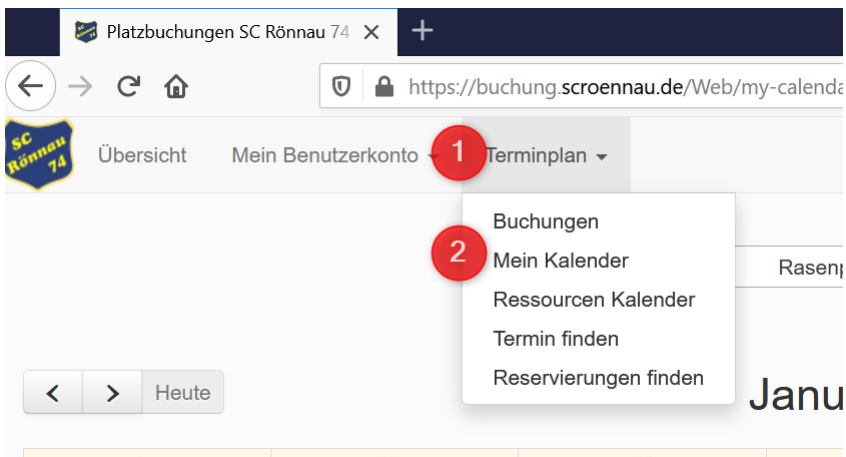 Platzbuchungen SC Rönnau 74
https://buchung.scroennau.de/Web/my-calenda
SC Rönnau 74
Übersicht Mein Benutzerkonto 1 Terminplan
Buchungen
2 Mein Kalender
Rasenp
Ressourcen Kalender
Termin finden
Reservierungen finden
Heute
Janu